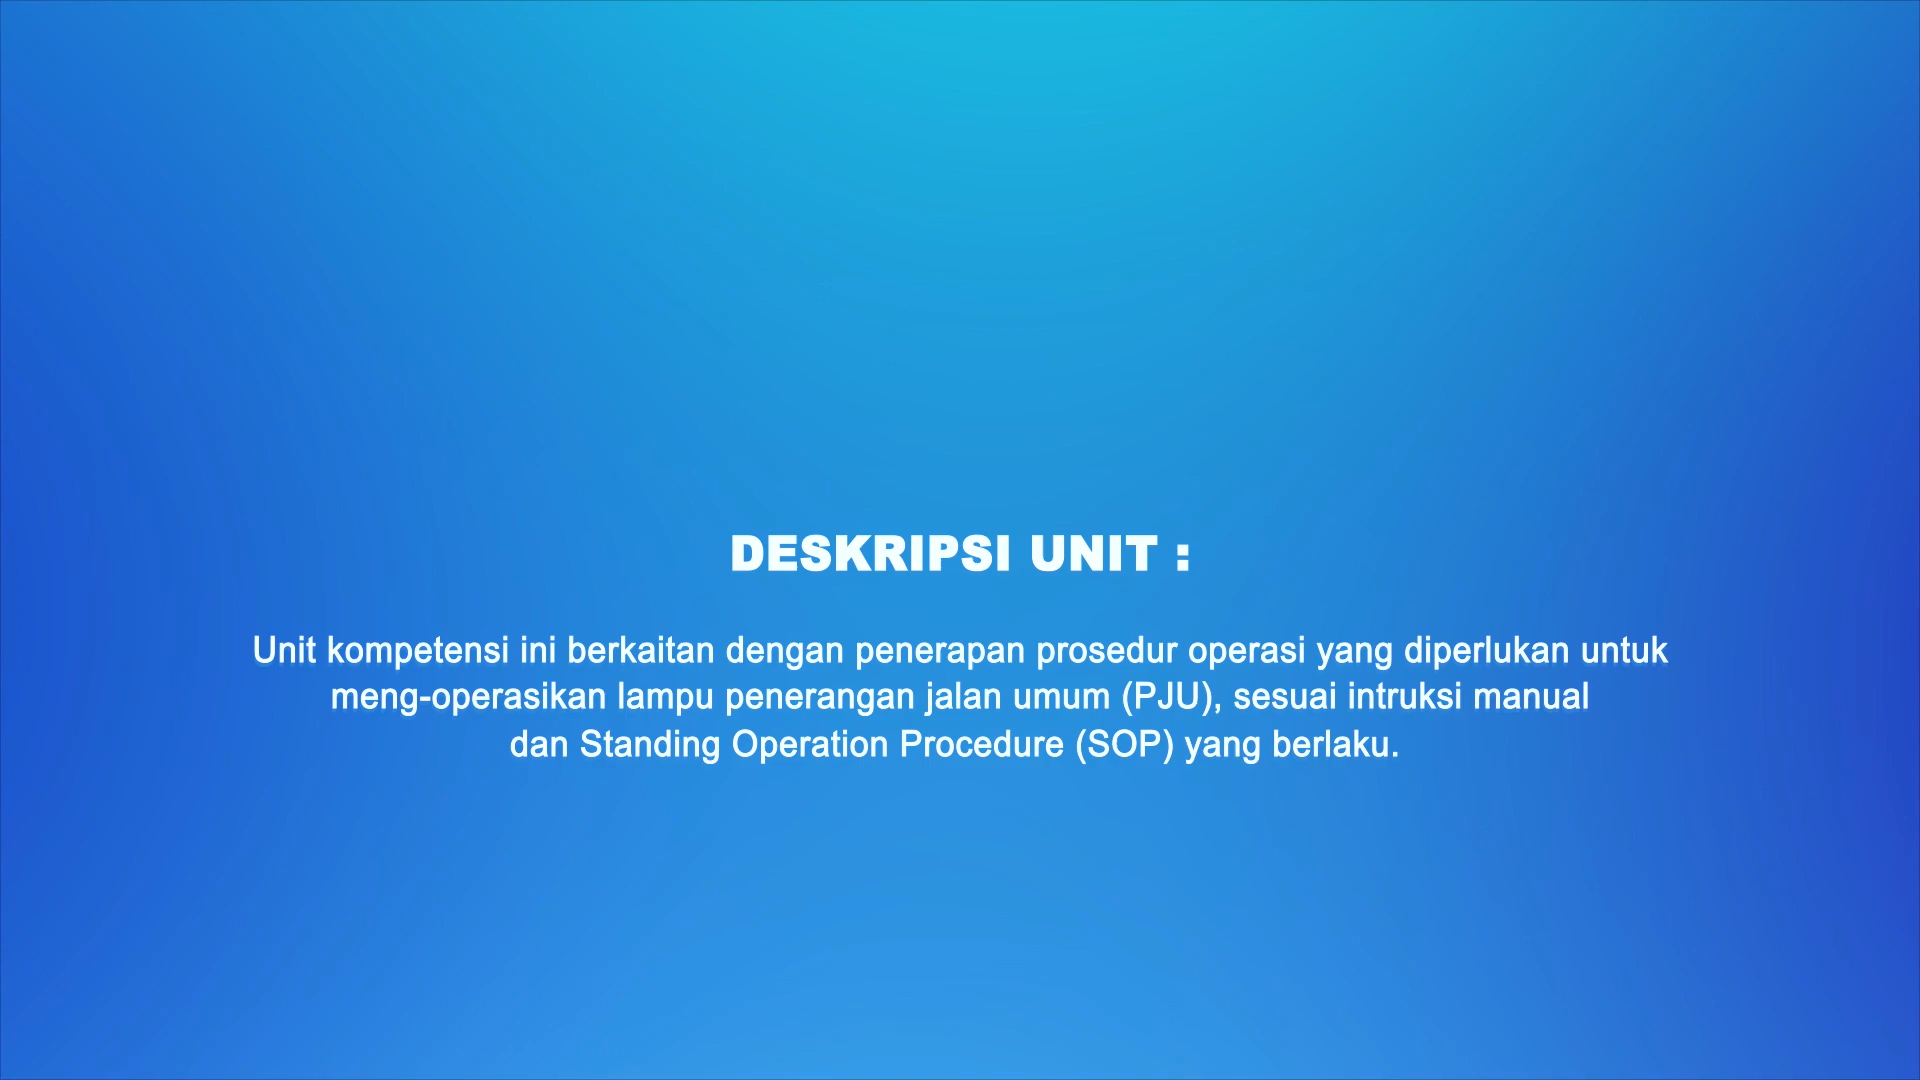 DESKRIPSI UNIT :
Unit kompetensi ini berkaitan dengan penerapan prosedur operasi yang diperlukan untuk
meng-operasikan lampu penerangan jalan umum (PJU), sesuai intruksi manual
dan Standing Operation Procedure (SOP) yang berlaku.